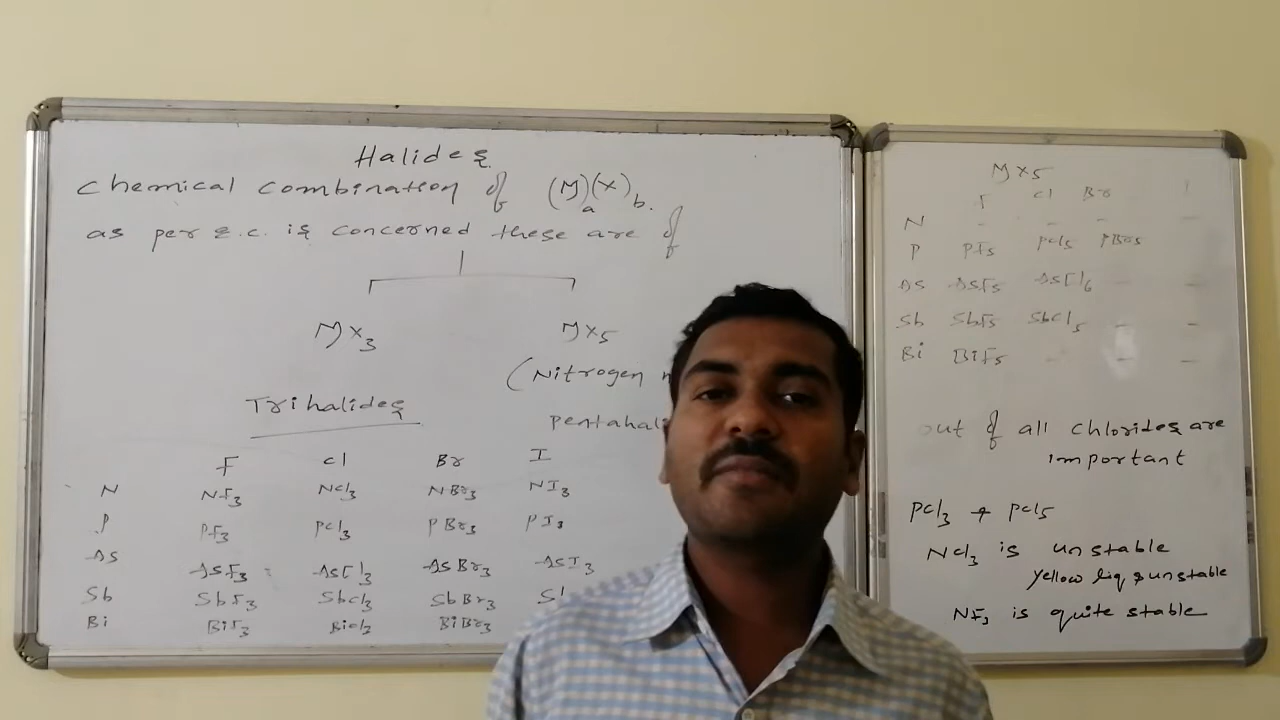 Halides
Chemical combination of (M)a(X)b.
as per E.C. is concerned these are of
MX3 MX5
(Nitrogen
pentahal
Trihalides
F Cl Br I
N NF3 NCl3 NBr3 NI3
P PF3 PCl3 PBr3 PI3
As AsF3 AsCl3 AsBr3 AsI3
Sb SbF3 SbCl3 SbBr3
Bi BiF3 BiCl3 BiBr3
MX5
F Cl Br I
N - - - -
P PF5 PCl5 PBr5
As AsF5 - -
Sb SbF5 SbCl5 - -
Bi BiF5 - - -
out of all chlorides are
important
PCl3 + PCl5
NCl3 is unstable
yellow liq & unstable
NF3 is quite stable